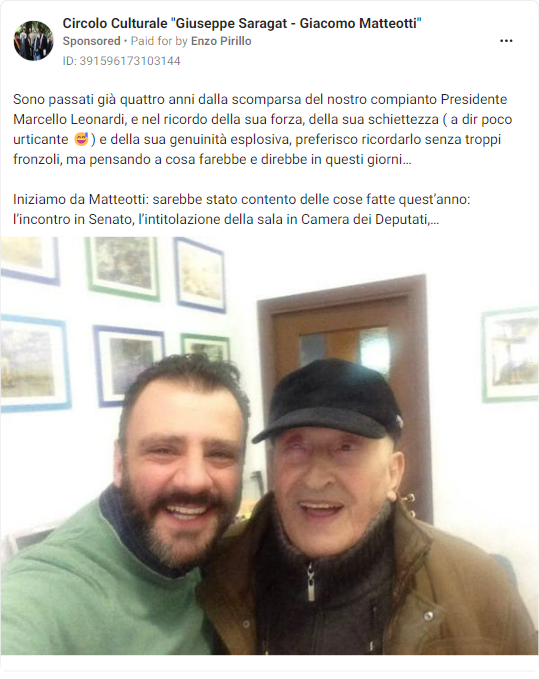 Circolo Culturale "Giuseppe Saragat - Giacomo Matteotti"
Sponsored • Paid for by Enzo Pirillo
ID: 391596173103144
Sono passati già quattro anni dalla scomparsa del nostro compianto Presidente
Marcello Leonardi, e nel ricordo della sua forza, della sua schiettezza ( a dir poco
urticante 😅 ) e della sua genuinità esplosiva, preferisco ricordarlo senza troppi
fronzoli, ma pensando a cosa farebbe e direbbe in questi giorni…
Iniziamo da Matteotti: sarebbe stato contento delle cose fatte quest’anno:
l’incontro in Senato, l’intitolazione della sala in Camera dei Deputati,…